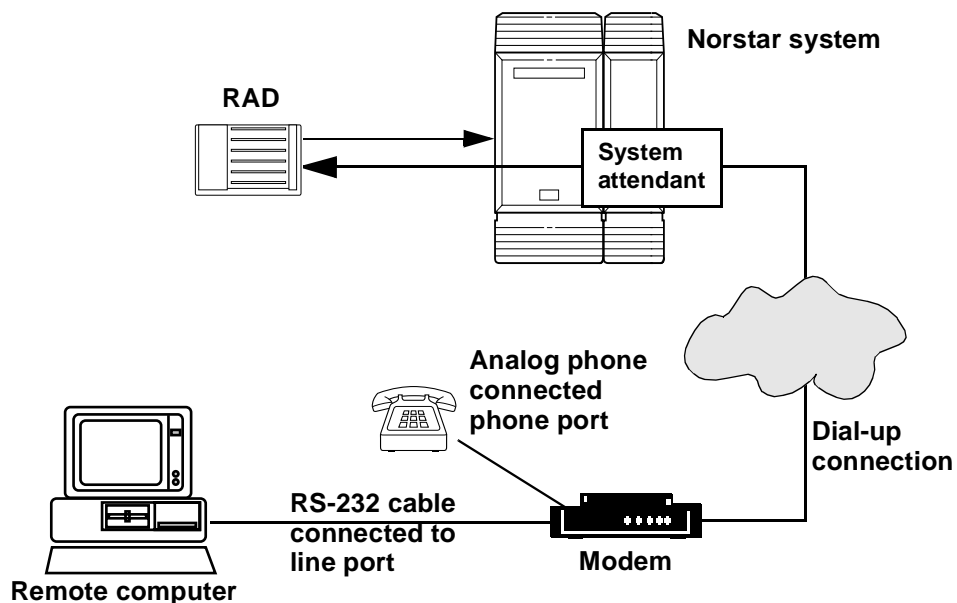 Norstar system
RAD
System
attendant
Analog phone
connected
phone port
Dial-up
connection
RS-232 cable
connected to
line port
Modem
Remote computer